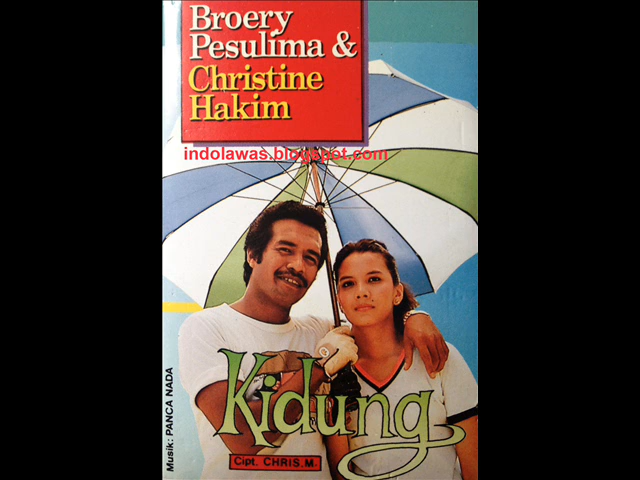 Broery
Pesulima &
Christine
Hakim
indolawas.blogspot.com
Kidung
Cipt. CHRIS.M.
Musik: PANCA NADA